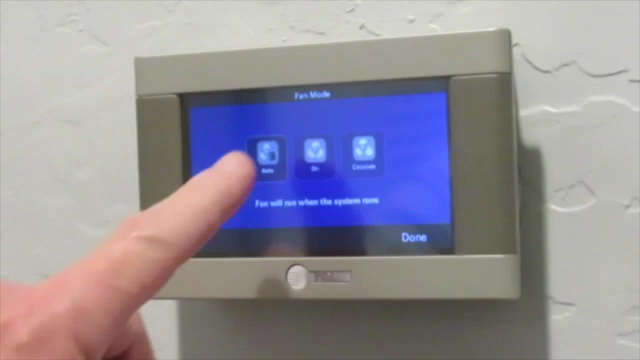 Fan Mode
Auto
On
Circulate
Fan will run when the system runs
Done